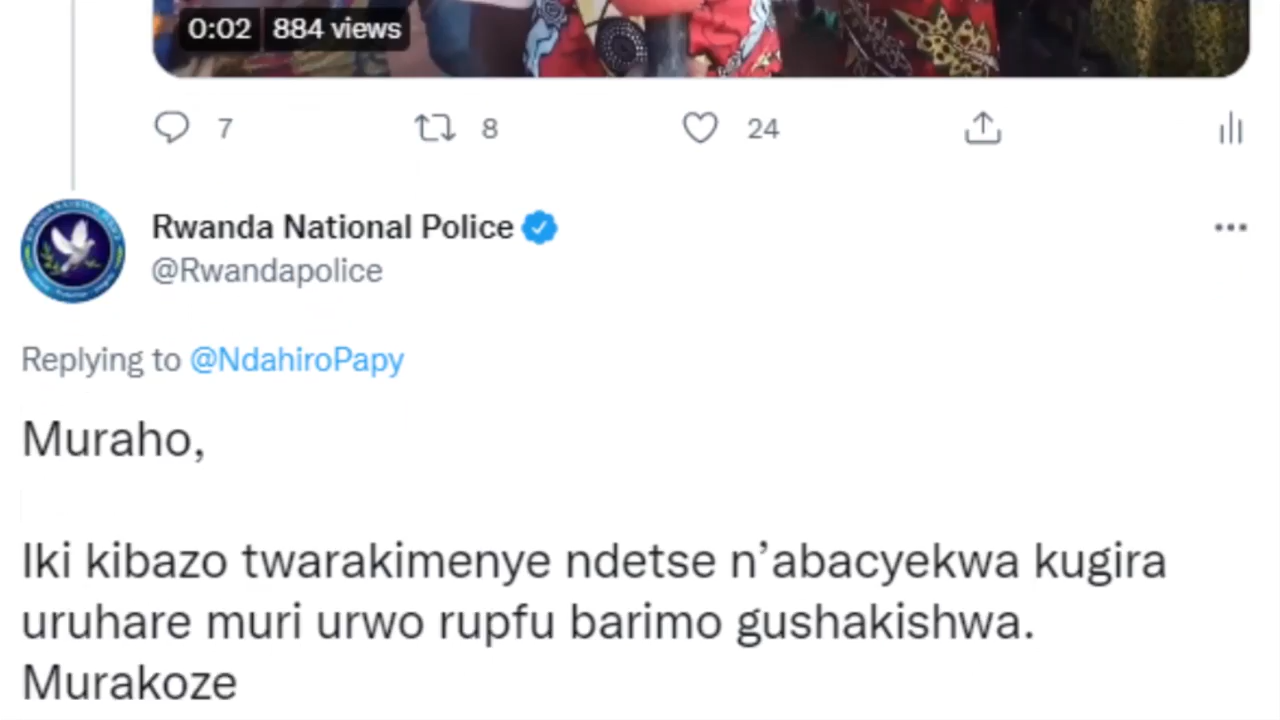 0:02 884 views
7 8 24
Rwanda National Police
@Rwandapolice
Replying to @NdahiroPapy
Muraho,
Iki kibazo twarakimenye ndetse n’abacyekwa kugira
uruhare muri urwo rupfu barimo gushakishwa.
Murakoze